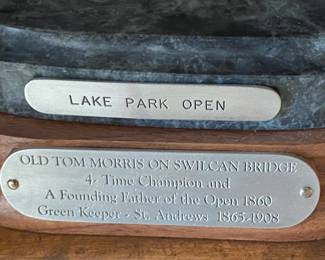 LAKE PARK OPEN
OLD TOM MORRIS ON SWILCAN BRIDGE
4- Time Champion and
A Founding Father of the Open 1860
Green Keeper - St. Andrews 1865-1908